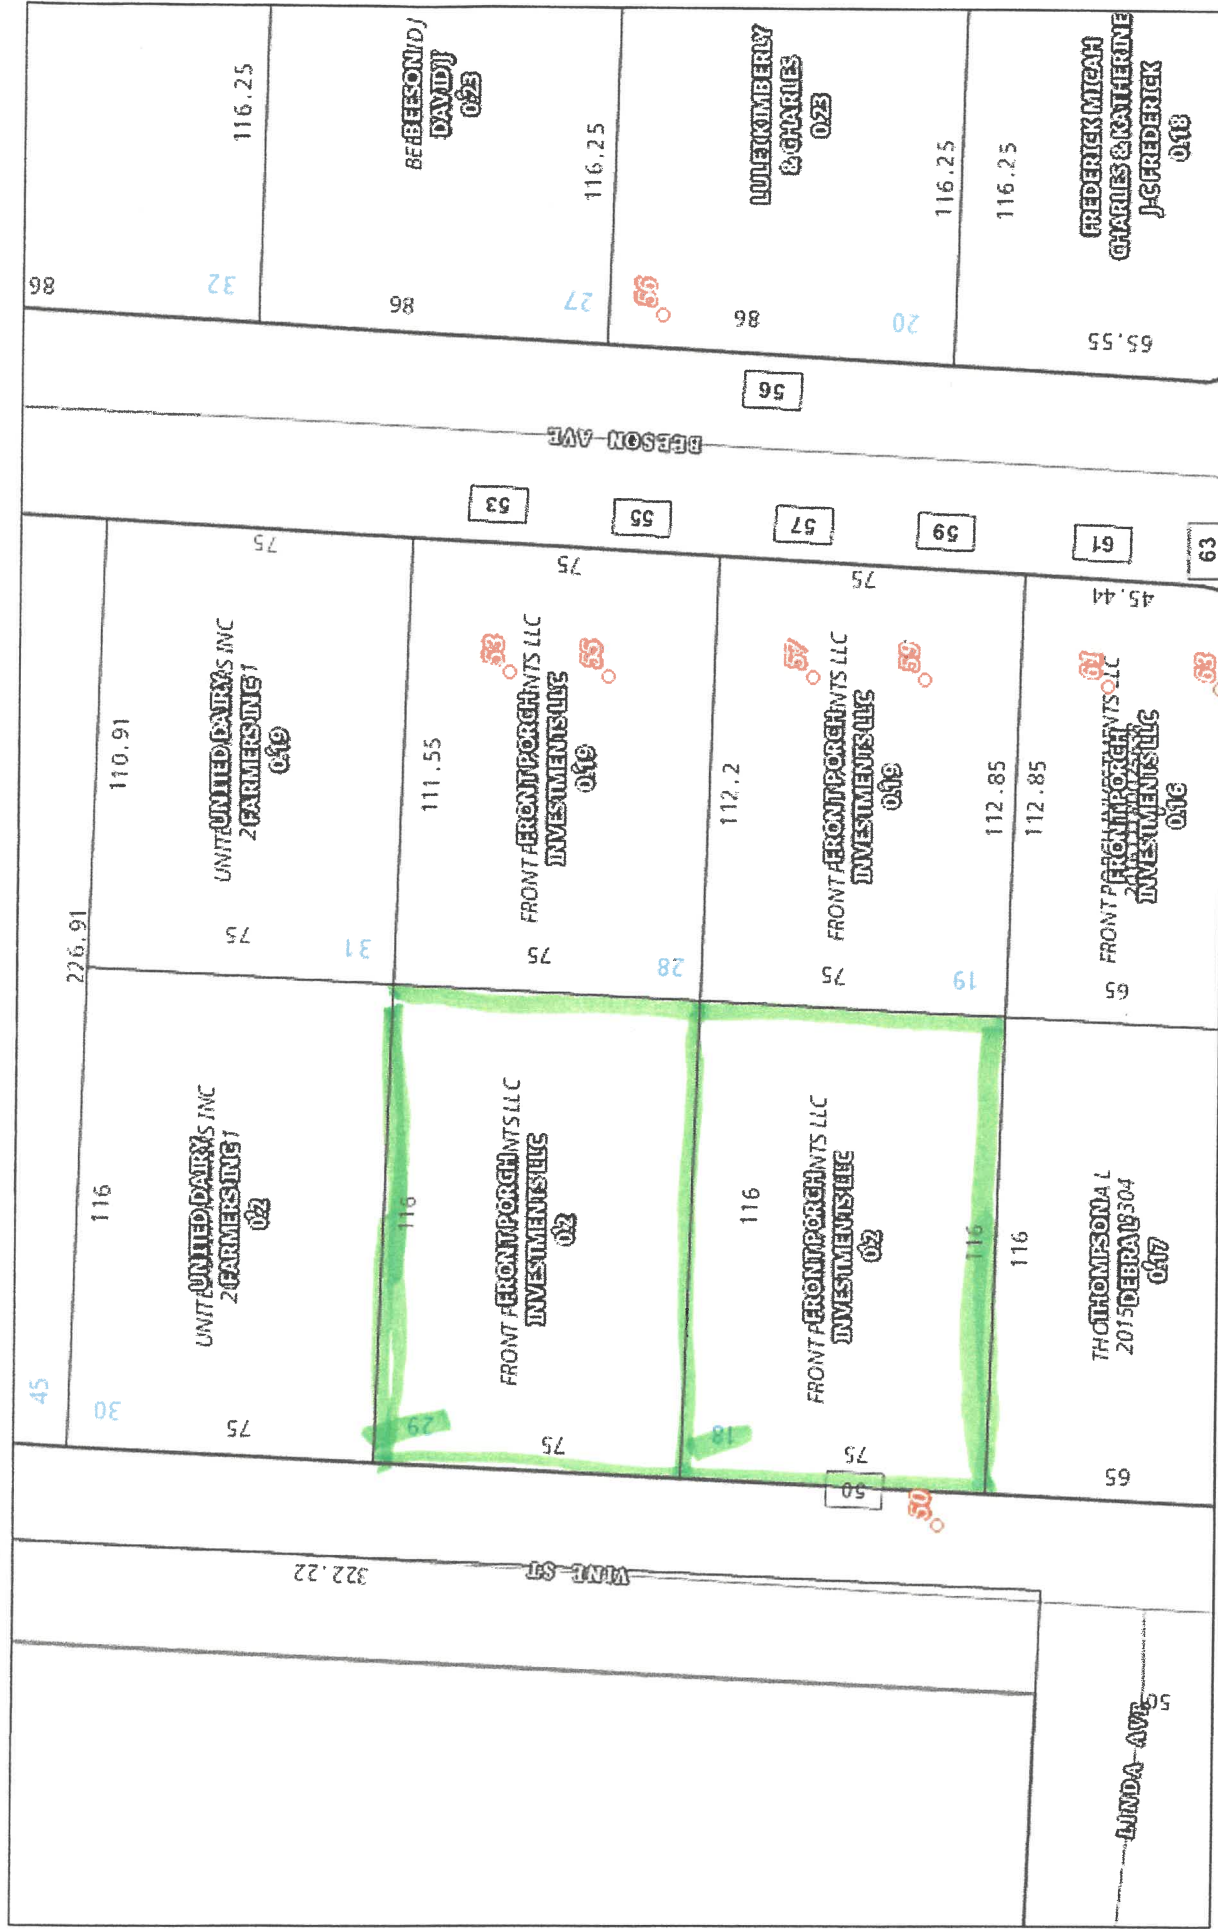 116.25
BEESON
DAVID J
0.23
116.25
LULEI KIMBERLY
& CHARLES
0.23
116.25
116.25
FREDERICK MICAH
CHARLES & KATHERINE
J-C FREDERICK
0.18
86
32
86
27
56
86
20
65.55
56
BEESON AVE
53
55
57
59
61
63
75
75
75
45.44
226.91
110.91
UNITED DAIRY
FARMERS INC
0.19
75
31
111.55
53
55
FRONT PORCH
INVESTMENTS LLC
0.19
75
28
112.2
57
59
FRONT PORCH
INVESTMENTS LLC
0.19
75
19
112.85
112.85
61
63
FRONT PORCH
INVESTMENTS LLC
0.16
65
45
30
116
UNITED DAIRY
FARMERS INC
0.2
75
116
FRONT PORCH
INVESTMENTS LLC
0.2
29
75
116
FRONT PORCH
INVESTMENTS LLC
0.2
18
75
116
116
THOMPSON
DEBRA L
0.17
65
50
50
322.22
VINE ST
LINDA AVE
50